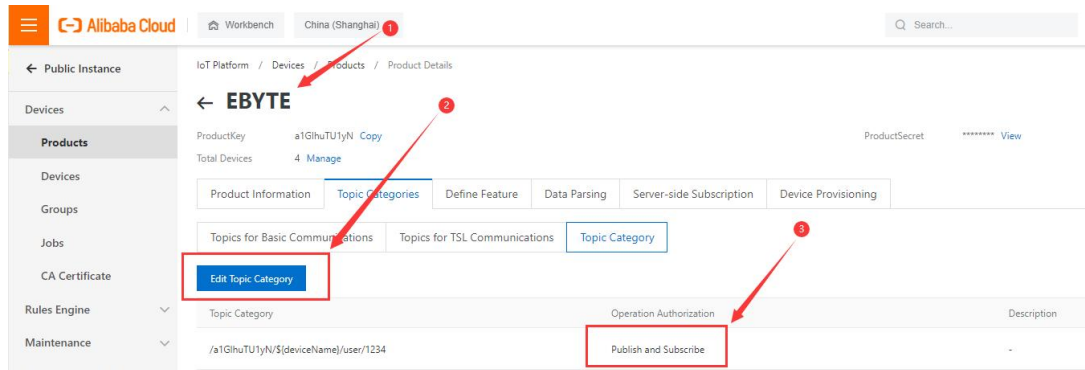 Alibaba Cloud Workbench China (Shanghai) 1 Search...
Public Instance IoT Platform / Devices / Products / Product Details
Devices EBYTE 2
Products ProductKey a1GlhuTU1yN Copy ProductSecret ******** View
Total Devices 4 Manage
Devices Product Information Topic Categories Define Feature Data Parsing Server-side Subscription Device Provisioning
Groups
Jobs Topics for Basic Communications Topics for TSL Communications Topic Category 3
CA Certificate Edit Topic Category
Rules Engine Topic Category Operation Authorization Description
Maintenance /a1GlhuTU1yN/${deviceName}/user/1234 Publish and Subscribe -